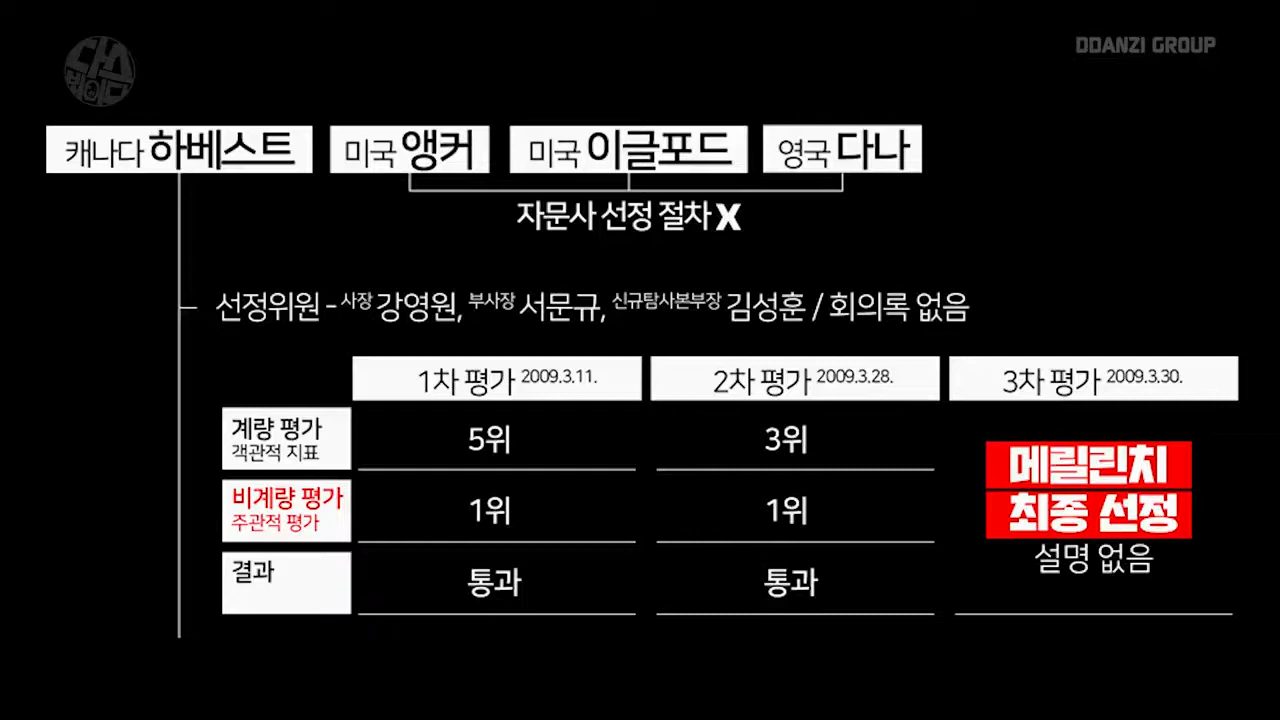 다스
뵈이다
DDANZI GROUP
캐나다 하베스트 미국 앵커 미국 이글포드 영국 다나
자문사 선정 절차 X
선정위원 - 사장 강영원, 부사장 서문규, 신규탐사본부장 김성훈 / 회의록 없음
1차 평가 2009.3.11. 2차 평가 2009.3.28. 3차 평가 2009.3.30.
계량 평가 5위 3위
객관적 지표
메릴린치
비계량 평가 1위 1위
최종 선정
주관적 평가
설명 없음
결과 통과 통과